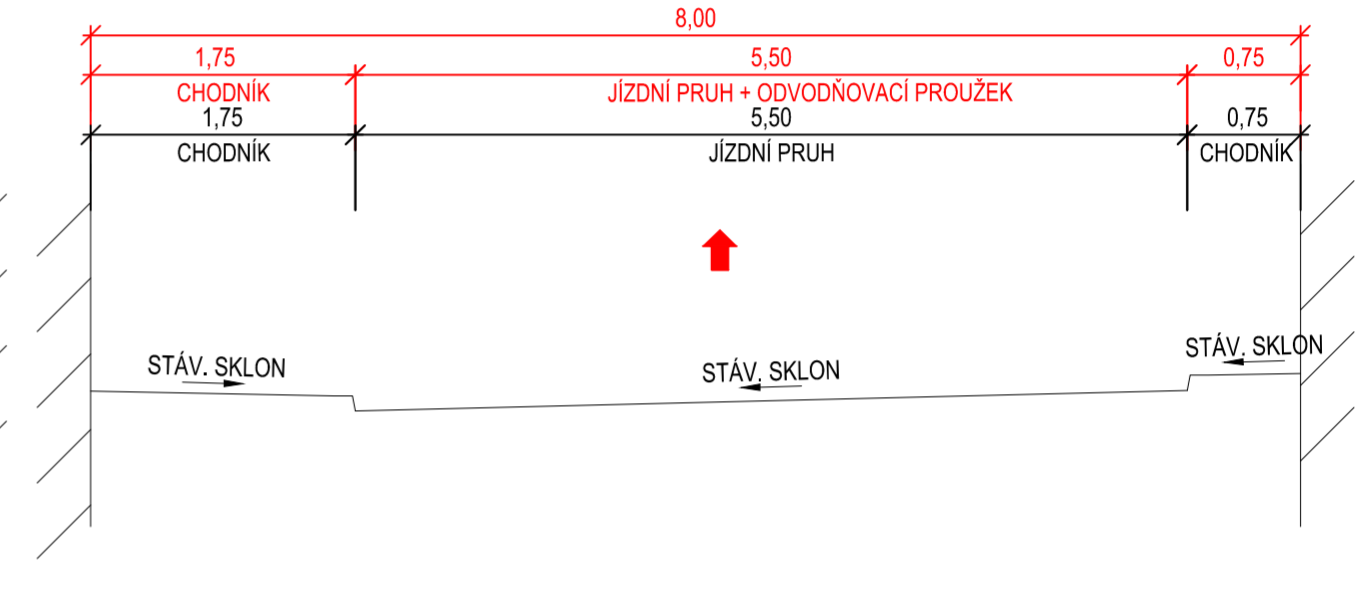 8,00
1,75 5,50 0,75
CHODNÍK JÍZDNÍ PRUH + ODVODŇOVACÍ PROUŽEK
1,75 5,50 0,75
CHODNÍK JÍZDNÍ PRUH CHODNÍK
STÁV. SKLON STÁV. SKLON STÁV. SKLON